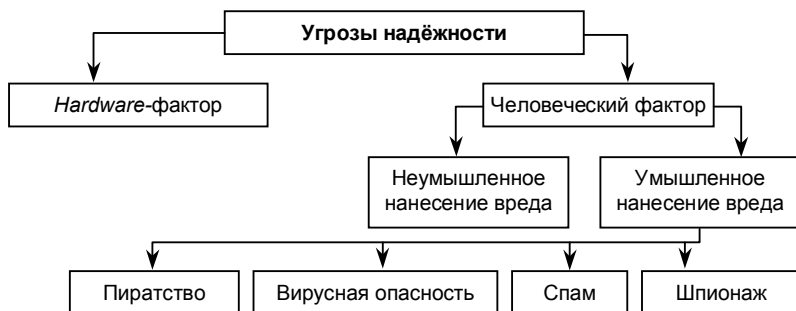 Угрозы надёжности
Hardware-фактор
Человеческий фактор
Неумышленное
нанесение вреда
Умышленное
нанесение вреда
Пиратство
Вирусная опасность
Спам
Шпионаж